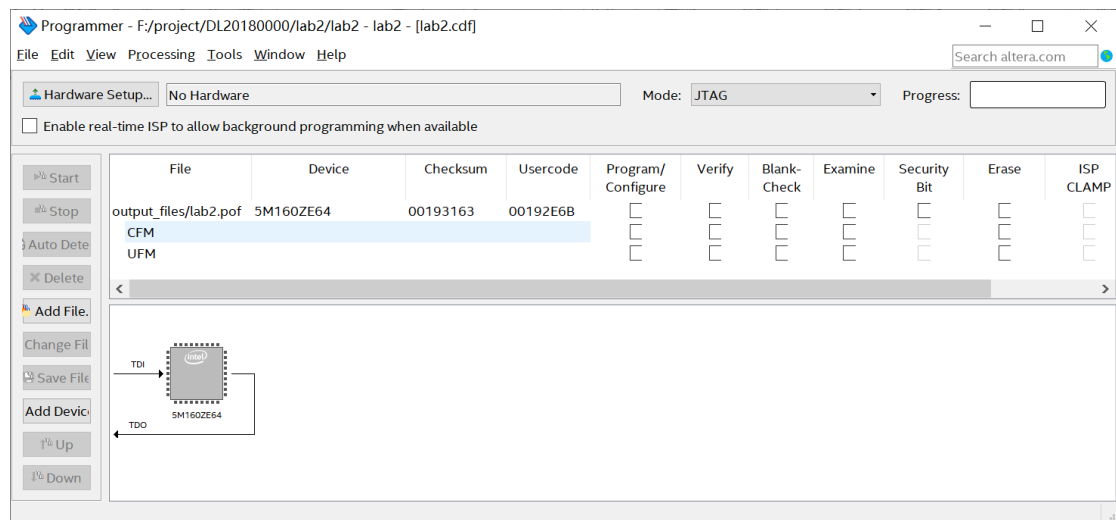 Programmer - F:/project/DL20180000/lab2/lab2 - lab2 - [lab2.cdf]
File Edit View Processing Tools Window Help
Search altera.com
Hardware Setup... No Hardware Mode: JTAG Progress:
Enable real-time ISP to allow background programming when available
Start
Stop
Auto Dete
Delete
Add File.
Change Fil
Save File
Add Devic
Up
Down
File Device Checksum Usercode Program/ Verify Blank- Examine Security Erase ISP
Configure Check Bit CLAMP
output_files/lab2.pof 5M160ZE64 00193163 00192E6B
CFM
UFM
intel
TDI
5M160ZE64
TDO